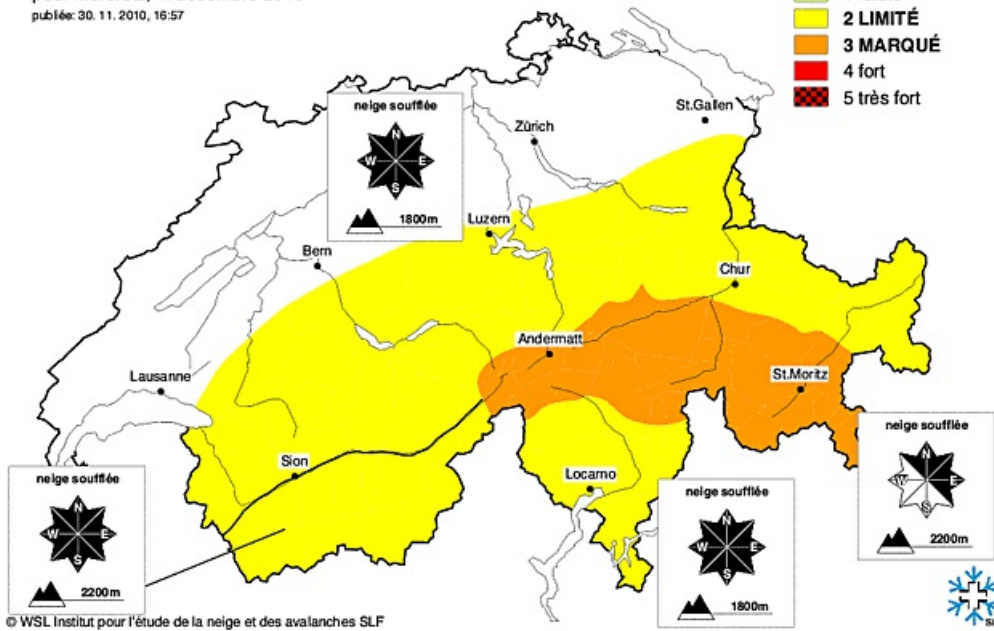 publiée: 30. 11. 2010, 16:57
2 LIMITÉ
3 MARQUÉ
4 fort
5 très fort
neige soufflée
N
W E
S
1800m
St.Gallen
Zürich
Luzern
Bern
Chur
Andermatt
Lausanne
St.Moritz
Sion
Locarno
neige soufflée
N
W E
S
2200m
neige soufflée
N
W E
S
1800m
neige soufflée
N
W E
S
2200m
© WSL Institut pour l'étude de la neige et des avalanches SLF